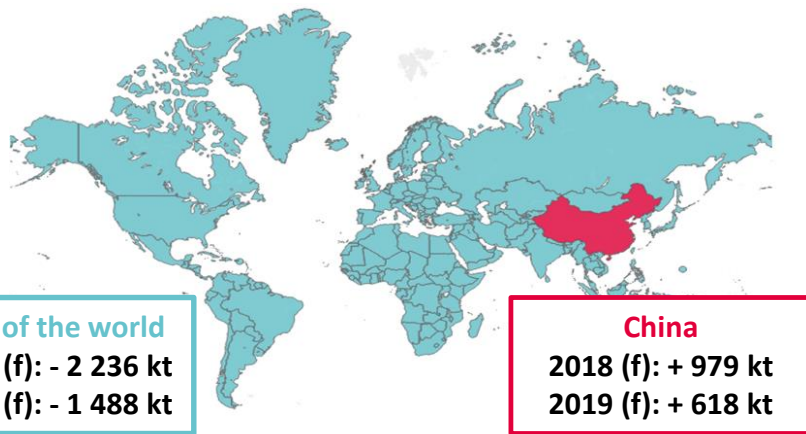 of the world
(f): - 2 236 kt
(f): - 1 488 kt
China
2018 (f): + 979 kt
2019 (f): + 618 kt